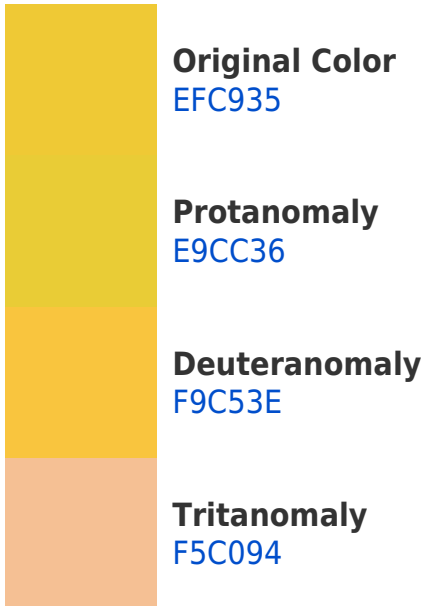 Original Color
EFC935
Protanomaly
E9CC36
Deuteranomaly
F9C53E
Tritanomaly
F5C094